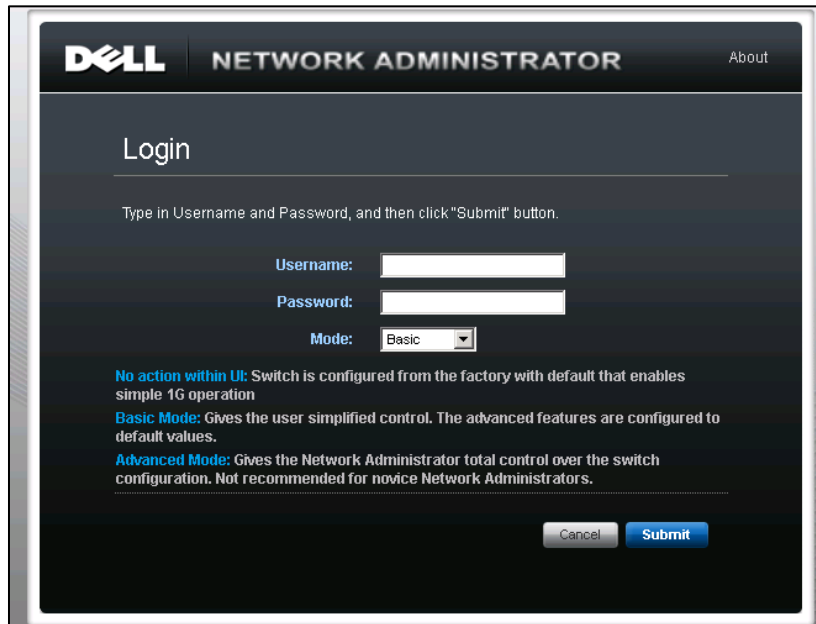 DELL NETWORK ADMINISTRATOR About
Login
Type in Username and Password, and then click "Submit" button.
Username:
Password:
Mode: Basic
No action within UI: Switch is configured from the factory with default that enables
simple 1G operation
Basic Mode: Gives the user simplified control. The advanced features are configured to
default values.
Advanced Mode: Gives the Network Administrator total control over the switch
configuration. Not recommended for novice Network Administrators.
Cancel Submit